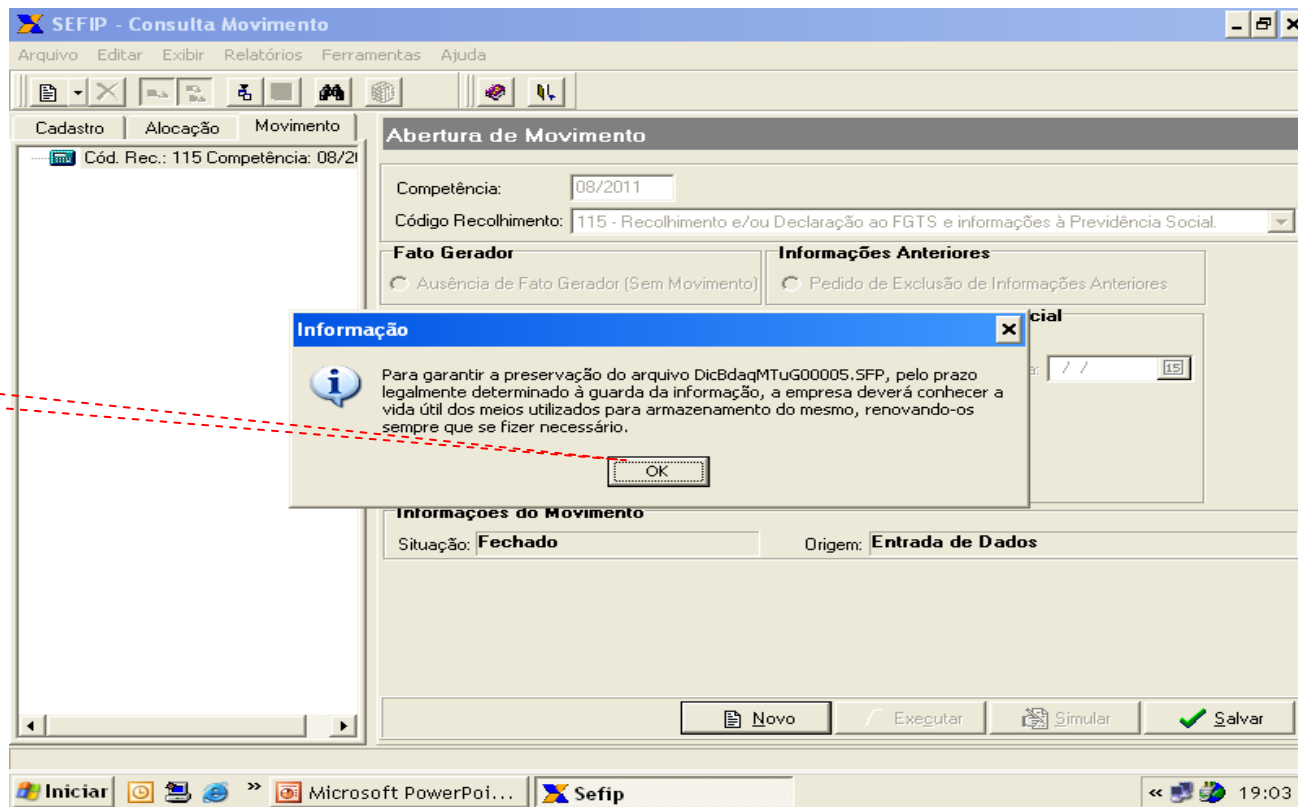 SEFIP - Consulta Movimento
Arquivo Editar Exibir Relatórios Ferramentas Ajuda
Cadastro Alocação Movimento
Cód. Rec.: 115 Competência: 08/2
Abertura de Movimento
Competência: 08/2011
Código Recolhimento: 115 - Recolhimento e/ou Declaração ao FGTS e informações à Previdência Social.
Fato Gerador Informações Anteriores
Ausência de Fato Gerador (Sem Movimento) Pedido de Exclusão de Informações Anteriores
cial
Informação
a: / / 15
Para garantir a preservação do arquivo DicBdaqMTuG00005.SFP, pelo prazo
legalmente determinado à guarda da informação, a empresa deverá conhecer a
vida útil dos meios utilizados para armazenamento do mesmo, renovando-os
sempre que se fizer necessário.
OK
Informações do Movimento
Situação: Fechado Origem: Entrada de Dados
Novo Executar Simular Salvar
Iniciar » Microsoft PowerPoi... Sefip « 19:03